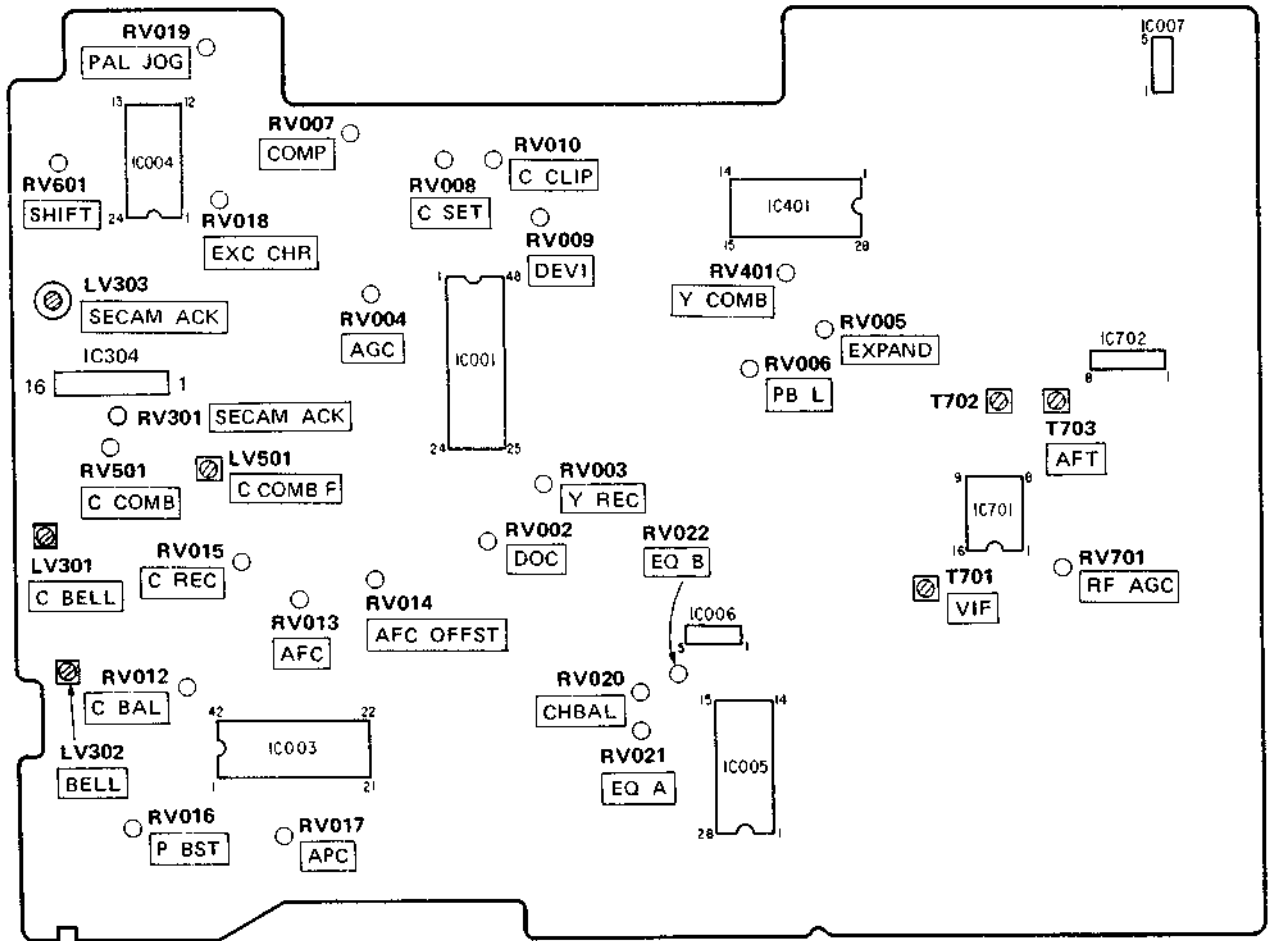 RV019
PAL JOG
IC007
5
1
13
12
IC004
24
1
RV007
COMP
RV010
C CLIP
RV601
SHIFT
RV008
C SET
RV018
EXC CHR
RV009
DEVI
14
1
IC401
15
28
LV303
SECAM ACK
RV004
AGC
1
48
IC001
24
25
RV401
Y COMB
RV005
EXPAND
IC702
8
1
IC304
16
1
RV006
PB L
T702
T703
AFT
RV301
SECAM ACK
RV501
C COMB
LV501
C COMB F
RV003
Y REC
9
8
IC701
16
1
LV301
C BELL
RV015
C REC
RV002
DOC
RV022
EQ B
RV014
AFC OFFST
RV013
AFC
T701
VIF
RV701
RF AGC
IC006
5
1
RV012
C BAL
RV020
CHBAL
LV302
BELL
42
22
IC003
1
21
RV021
EQ A
15
14
IC005
28
1
RV016
P BST
RV017
APC